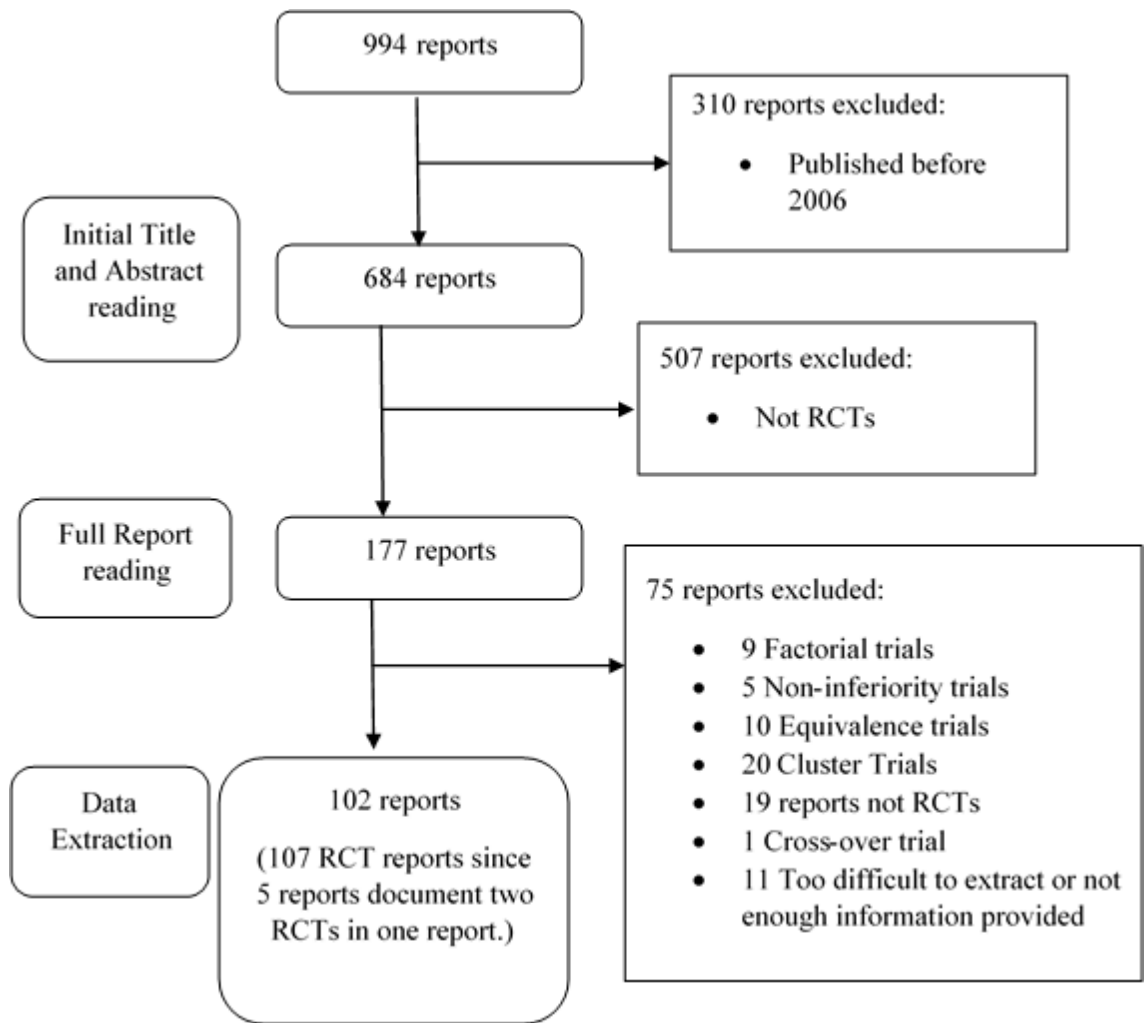 994 reports
310 reports excluded:
• Published before
2006
Initial Title
and Abstract
reading
684 reports
507 reports excluded:
• Not RCTs
Full Report
reading
177 reports
75 reports excluded:
• 9 Factorial trials
• 5 Non-inferiority trials
• 10 Equivalence trials
• 20 Cluster Trials
• 19 reports not RCTs
• 1 Cross-over trial
• 11 Too difficult to extract or not
enough information provided
Data
Extraction
102 reports
(107 RCT reports since
5 reports document two
RCTs in one report.)